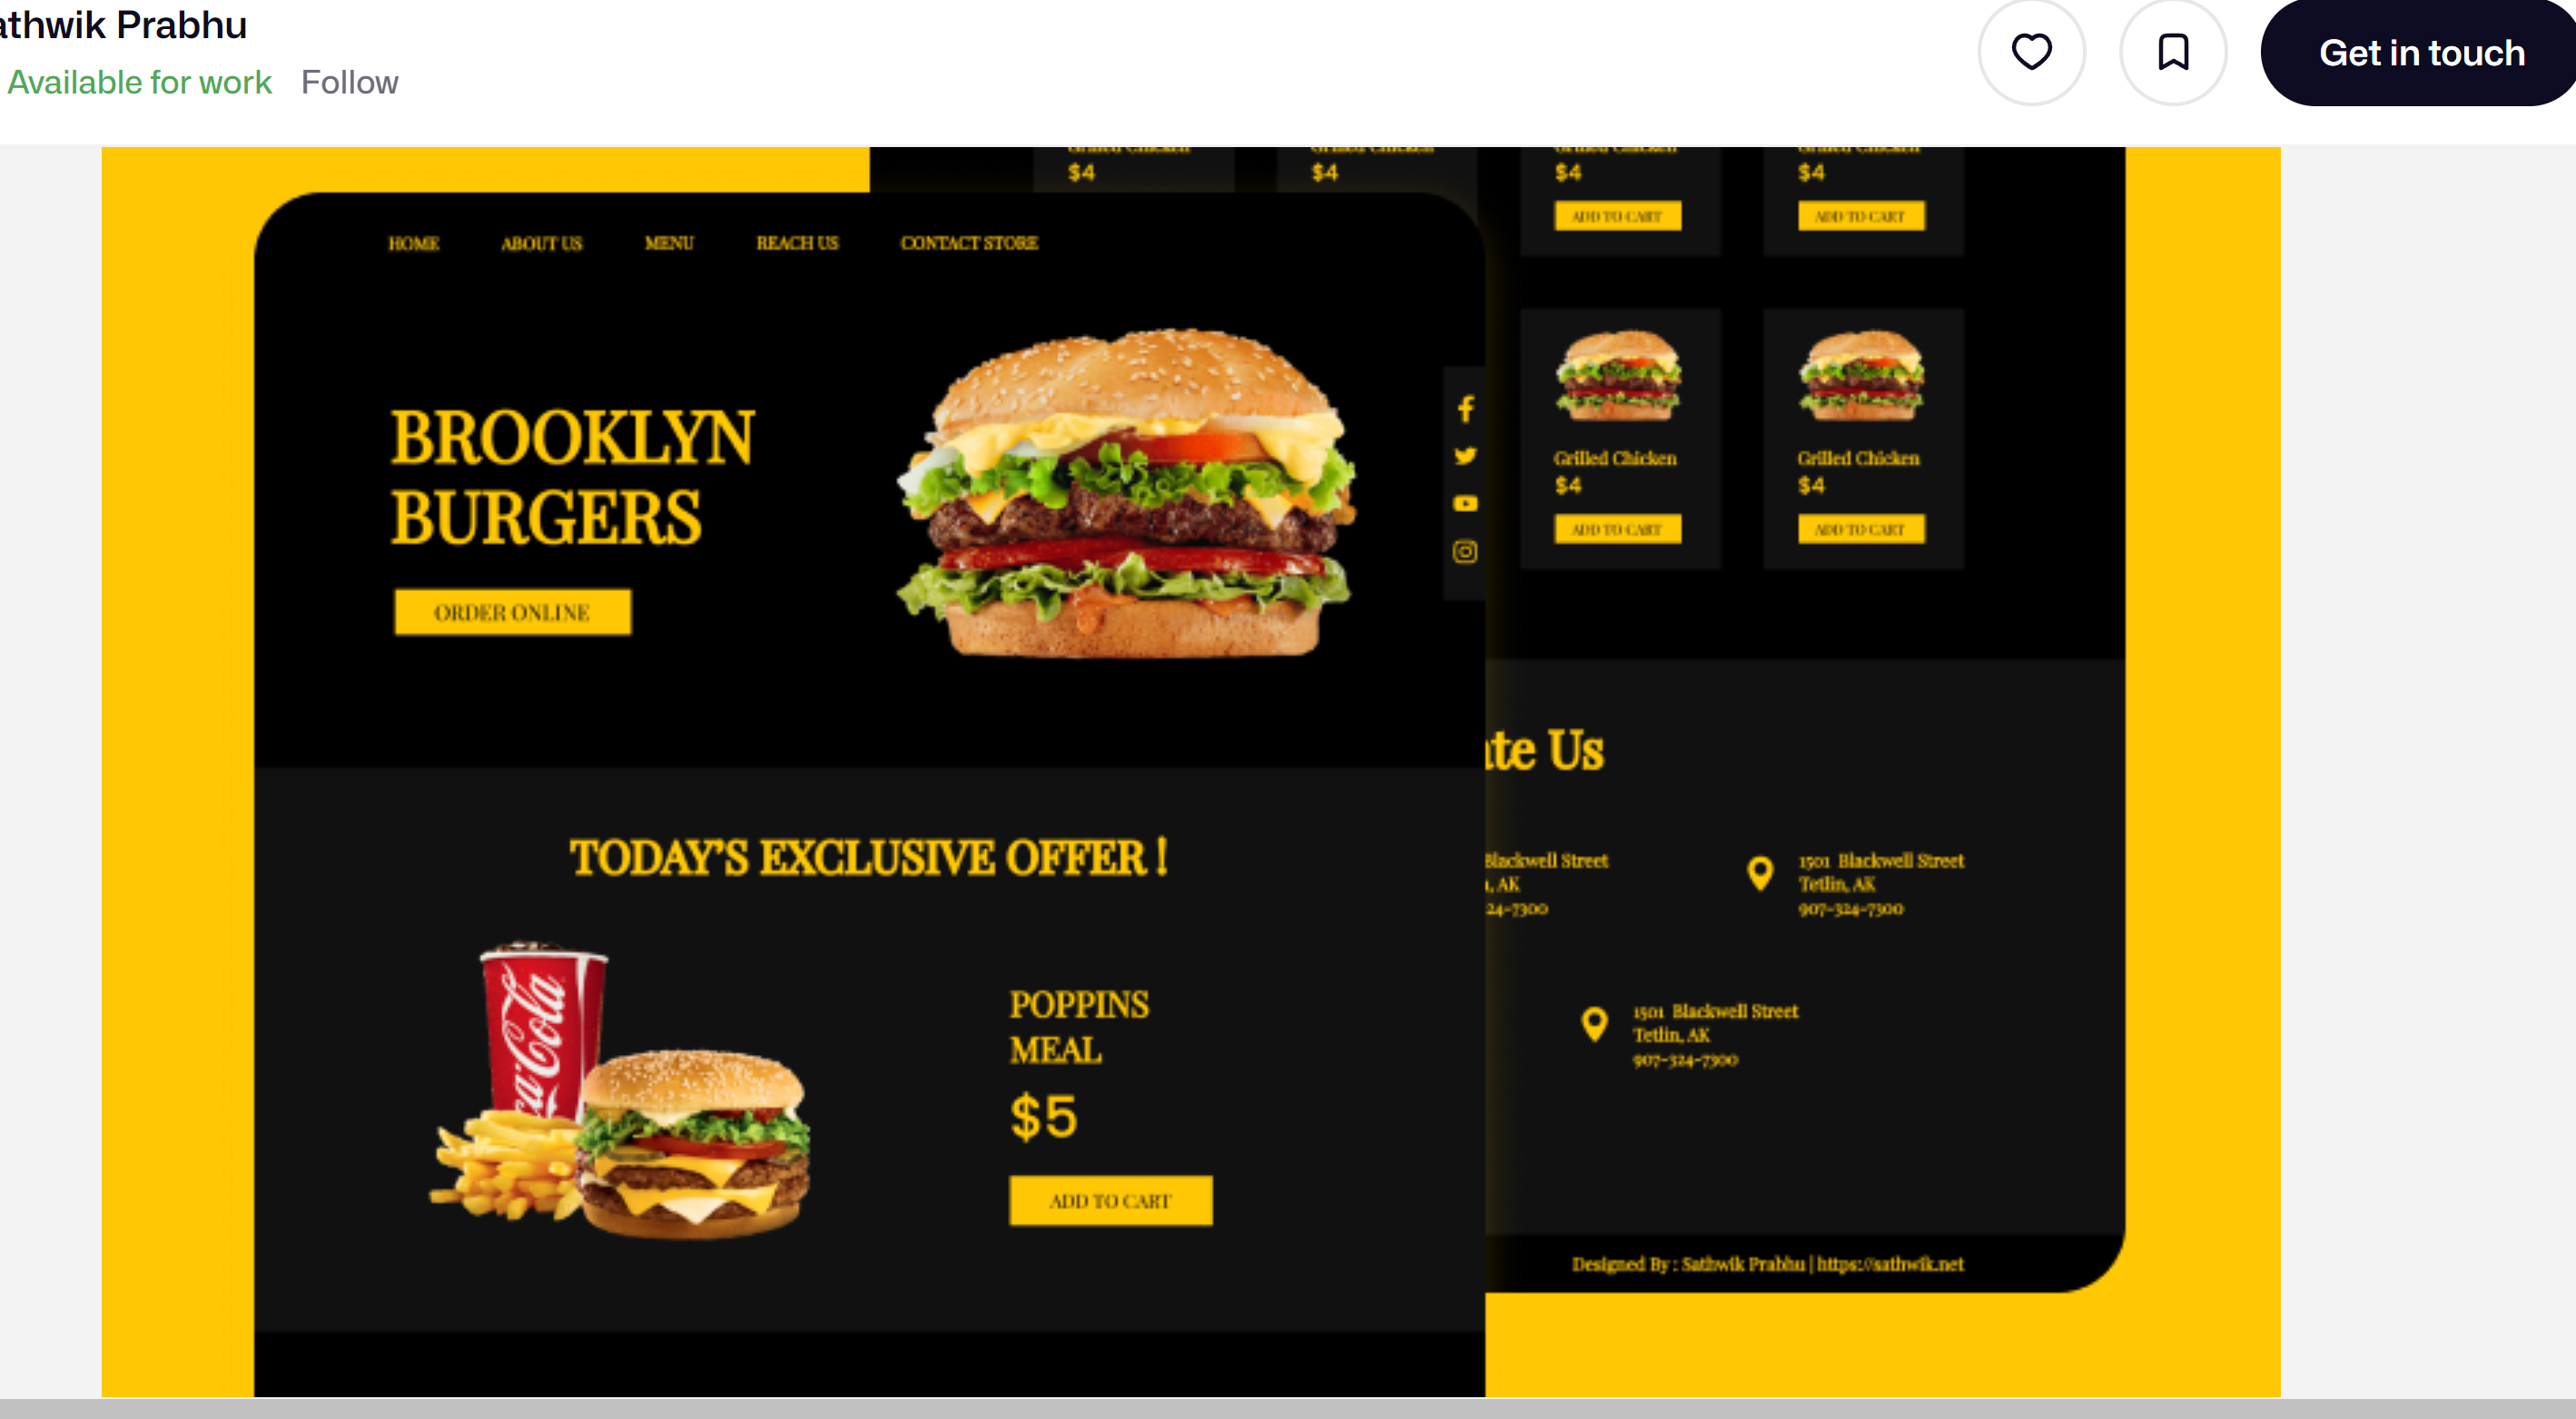 athwik Prabhu
Available for work Follow
Get in touch
$4
$4
$4
$4
ADD TO CART
ADD TO CART
HOME ABOUT US MENU REACH US CONTACT STORE
BROOKLYN
BURGERS
ORDER ONLINE
Grilled Chicken
$4
ADD TO CART
Grilled Chicken
$4
ADD TO CART
te Us
TODAY'S EXCLUSIVE OFFER !
POPPINS
MEAL
$5
ADD TO CART
ca-Cola
Blackwell Street
, AK
24-7300
1501 Blackwell Street
Tetlin, AK
907-324-7300
1501 Blackwell Street
Tetlin, AK
907-324-7300
Designed By : Sathwik Prabhu | https://sathwik.net